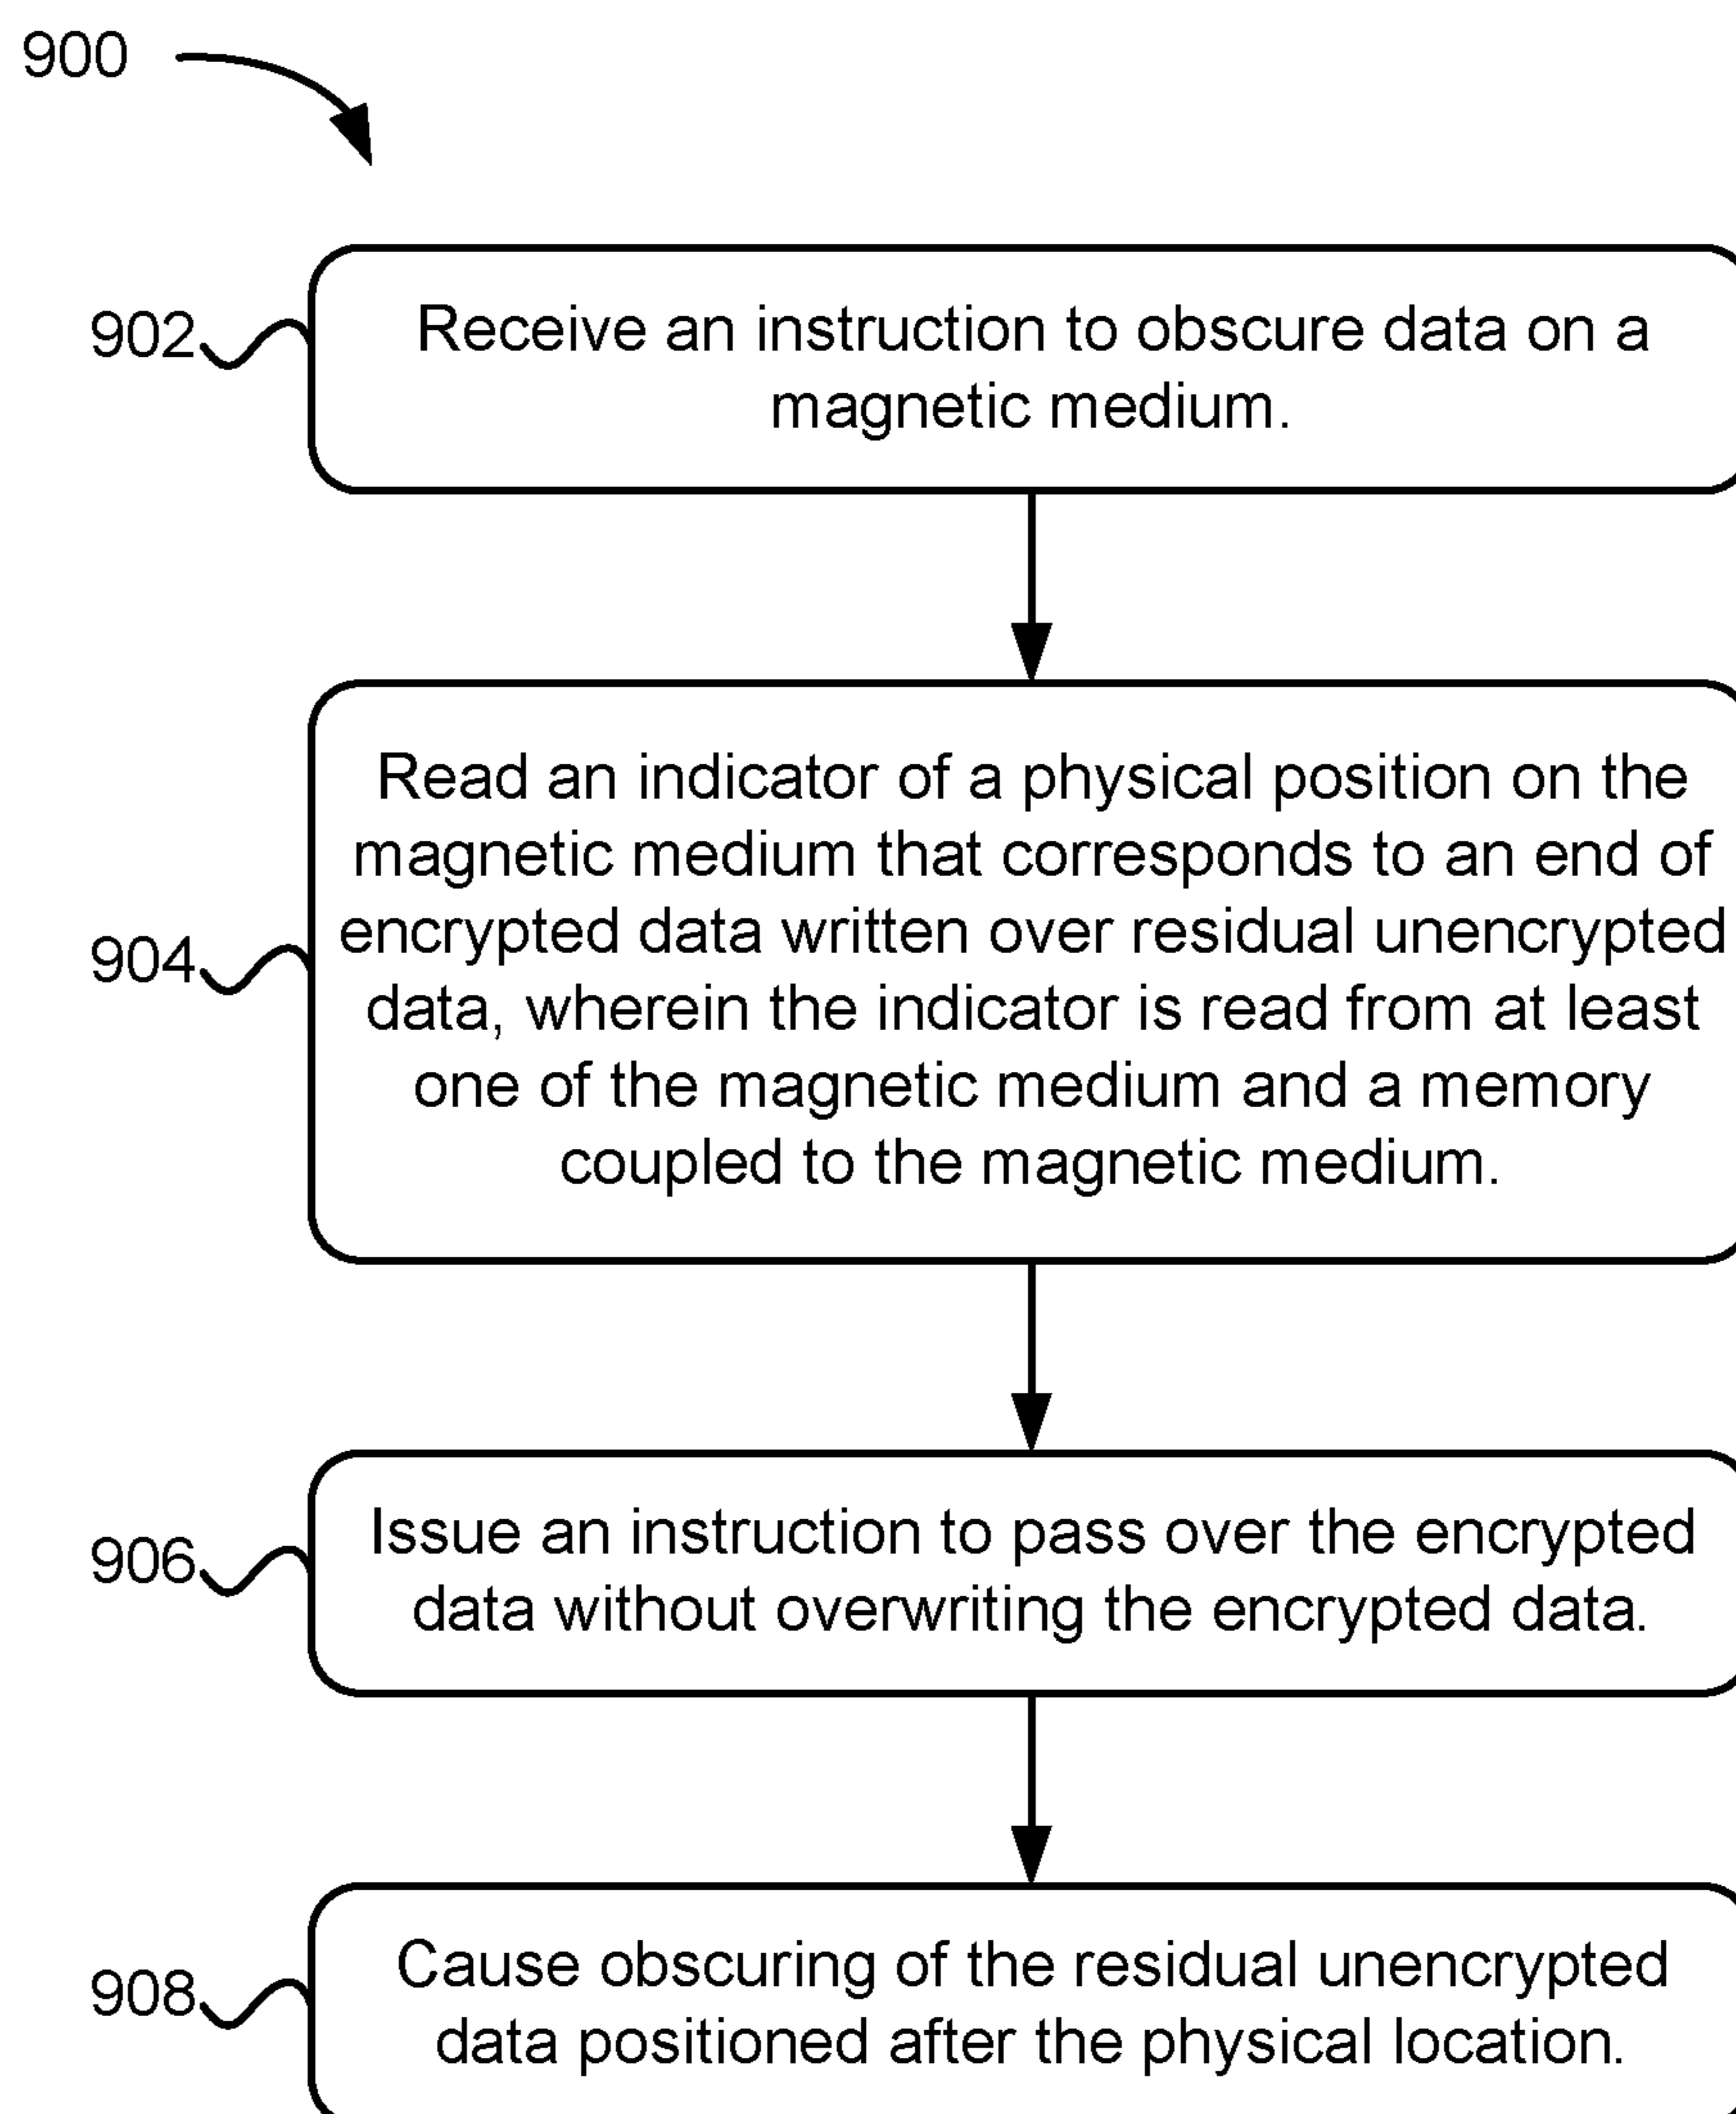 900
902
Receive an instruction to obscure data on a
magnetic medium.
904
Read an indicator of a physical position on the
magnetic medium that corresponds to an end of
encrypted data written over residual unencrypted
data, wherein the indicator is read from at least
one of the magnetic medium and a memory
coupled to the magnetic medium.
906
Issue an instruction to pass over the encrypted
data without overwriting the encrypted data.
908
Cause obscuring of the residual unencrypted
data positioned after the physical location.